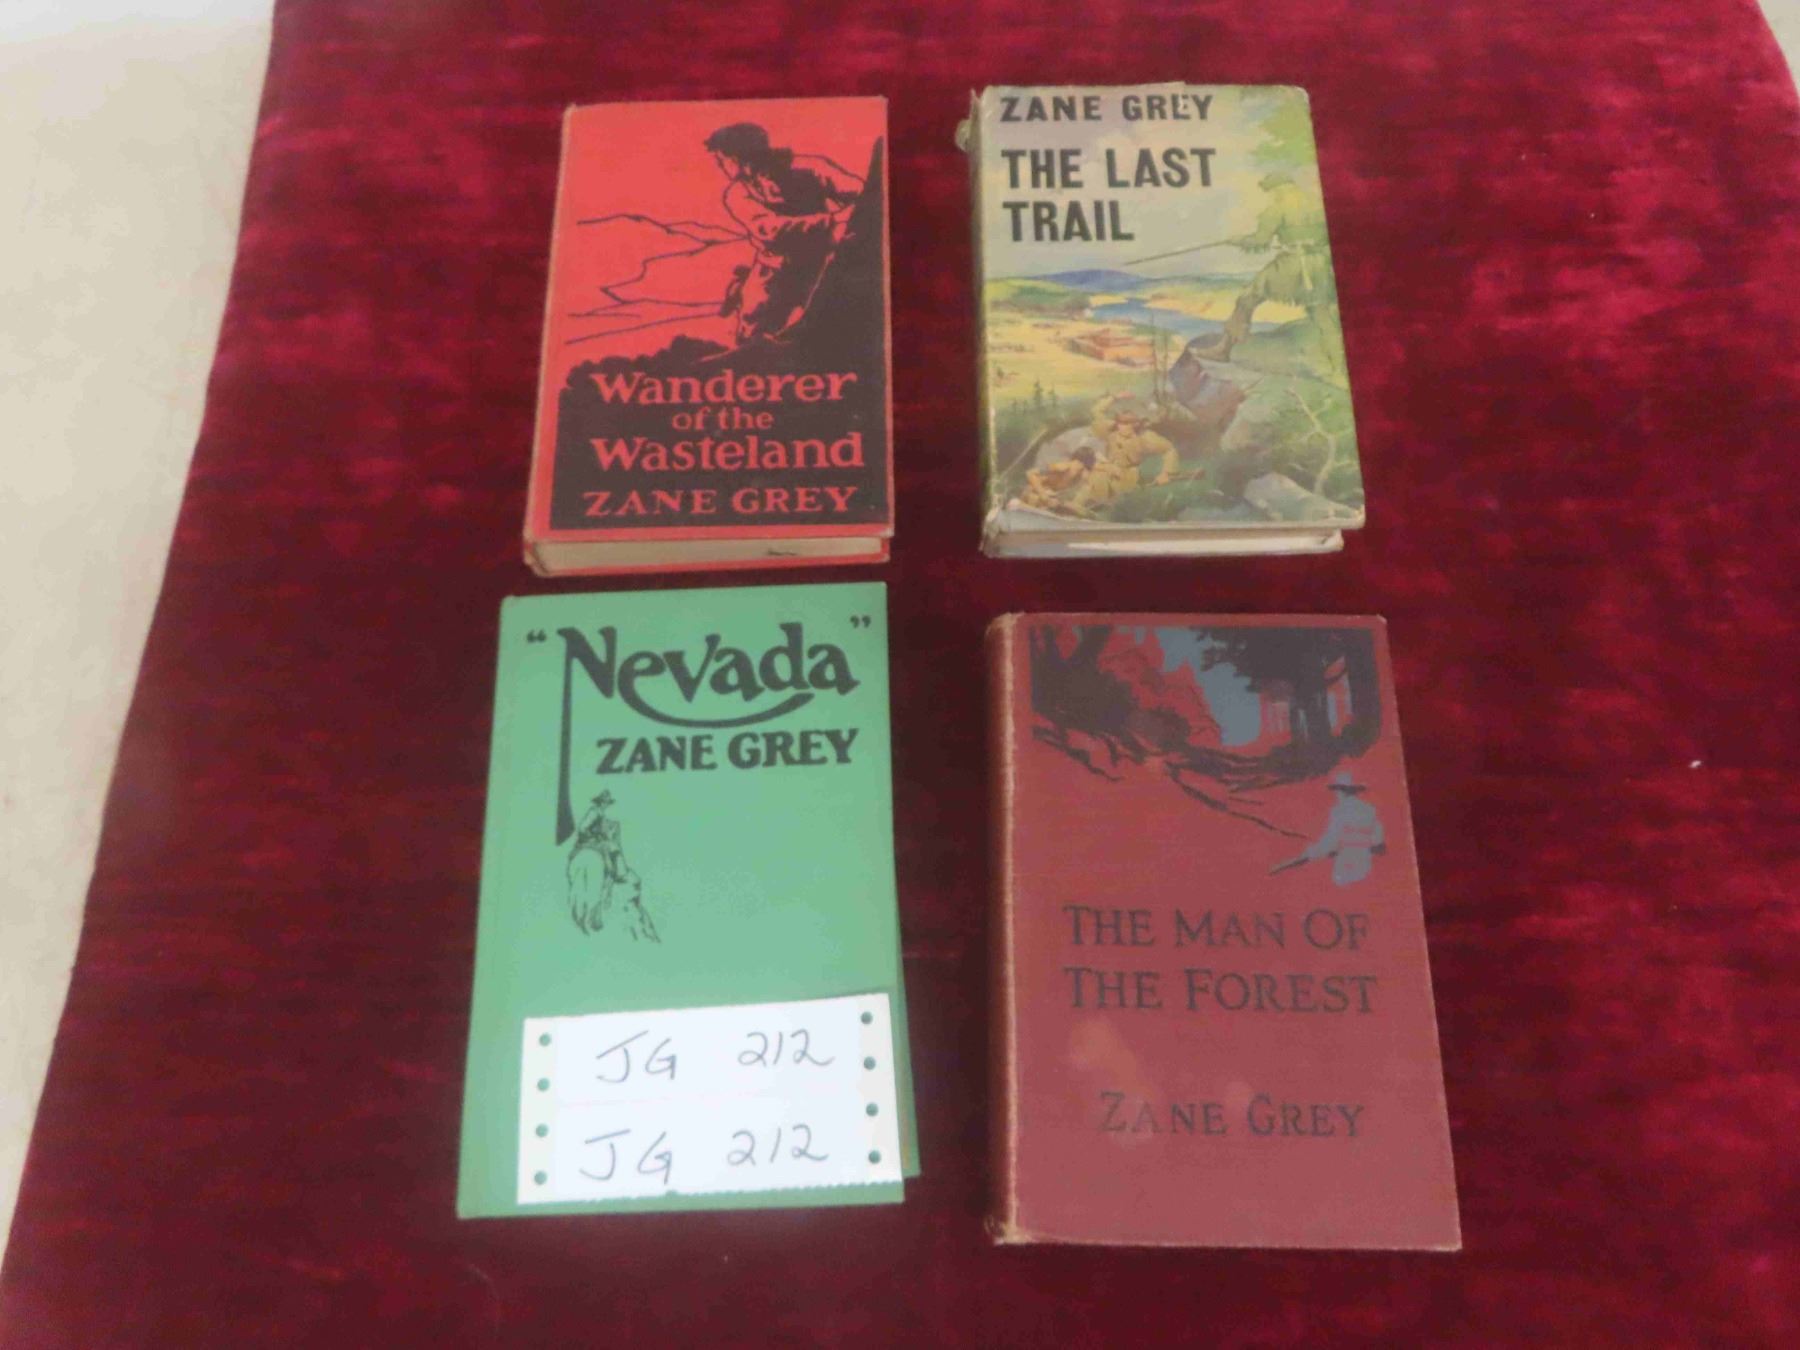 Wanderer
of the
Wasteland
ZANE GREY
ZANE GREY
THE LAST
TRAIL
"Nevada"
ZANE GREY
JG 212
JG 212
THE MAN OF
THE FOREST
ZANE GREY